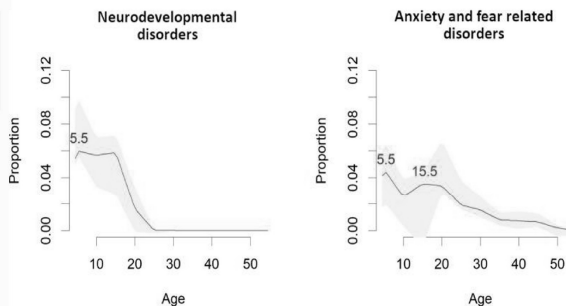 Neurodevelopmental
disorders
0.12
0.08
0.04
0.00
Proportion
5.5
10
20
30
40
50
Age
Anxiety and fear related
disorders
0.12
0.08
0.04
0.00
Proportion
5.5
15.5
10
20
30
40
50
Age